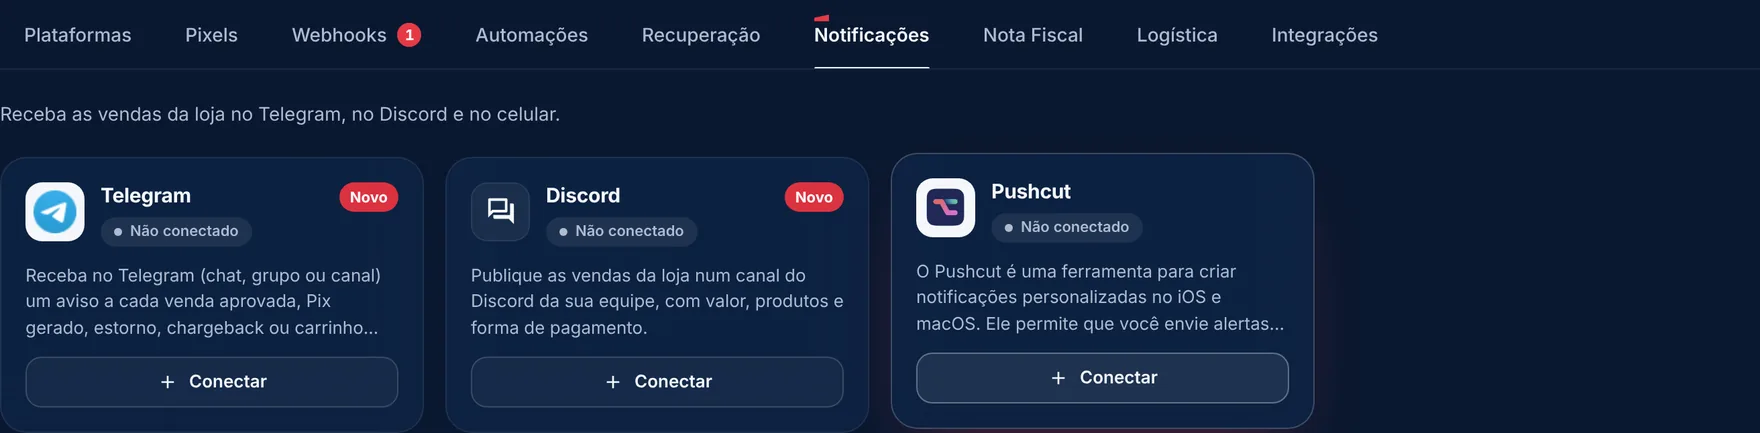 Plataformas Pixels Webhooks 1 Automações Recuperação Notificações Nota Fiscal Logística Integrações
Receba as vendas da loja no Telegram, no Discord e no celular.
Telegram Novo
Não conectado
Receba no Telegram (chat, grupo ou canal)
um aviso a cada venda aprovada, Pix
gerado, estorno, chargeback ou carrinho...
+ Conectar
Discord Novo
Não conectado
Publique as vendas da loja num canal do
Discord da sua equipe, com valor, produtos e
forma de pagamento.
+ Conectar
Pushcut
Não conectado
O Pushcut é uma ferramenta para criar
notificações personalizadas no iOS e
macOS. Ele permite que você envie alertas...
+ Conectar